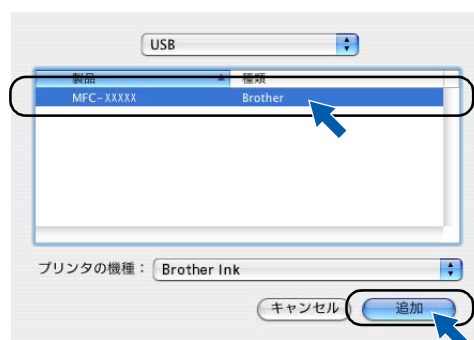 USB
製品 種類
MFC-XXXXX Brother
プリンタの機種： Brother Ink
キャンセル 追加